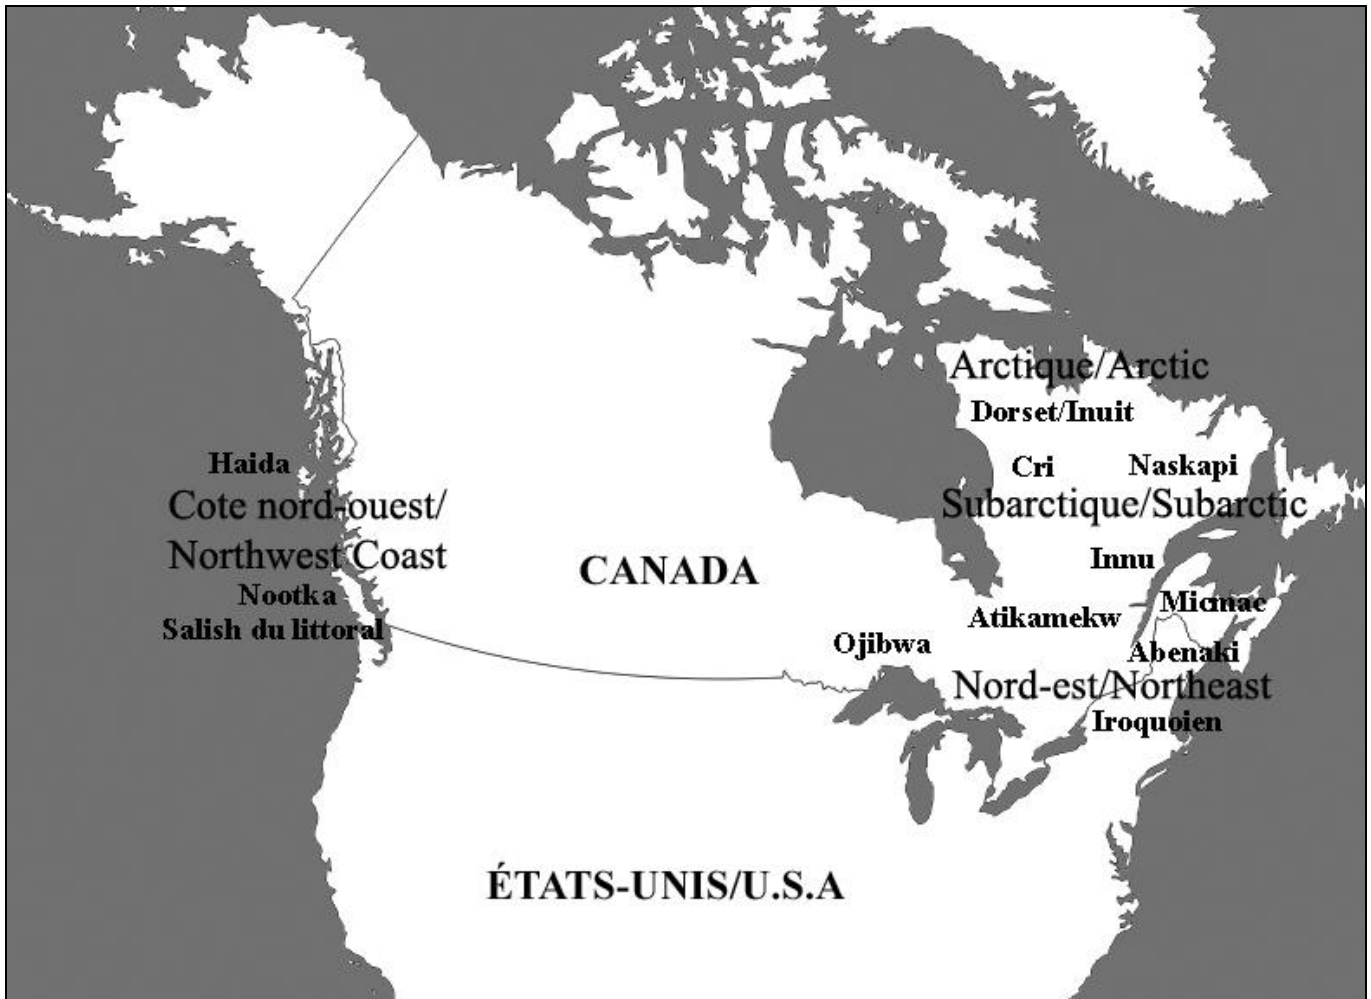 Arctique/Arctic
Dorset/Inuit
Haida
Cri
Naskapi
Cote nord-ouest/
Northwest Coast
Subarctique/Subarctic
Innu
CANADA
Nootka
Salish du littoral
Micmae
Atikamekw
Ojibwa
Abenaki
Nord-est/Northeast
Iroquoien
ÉTATS-UNIS/U.S.A